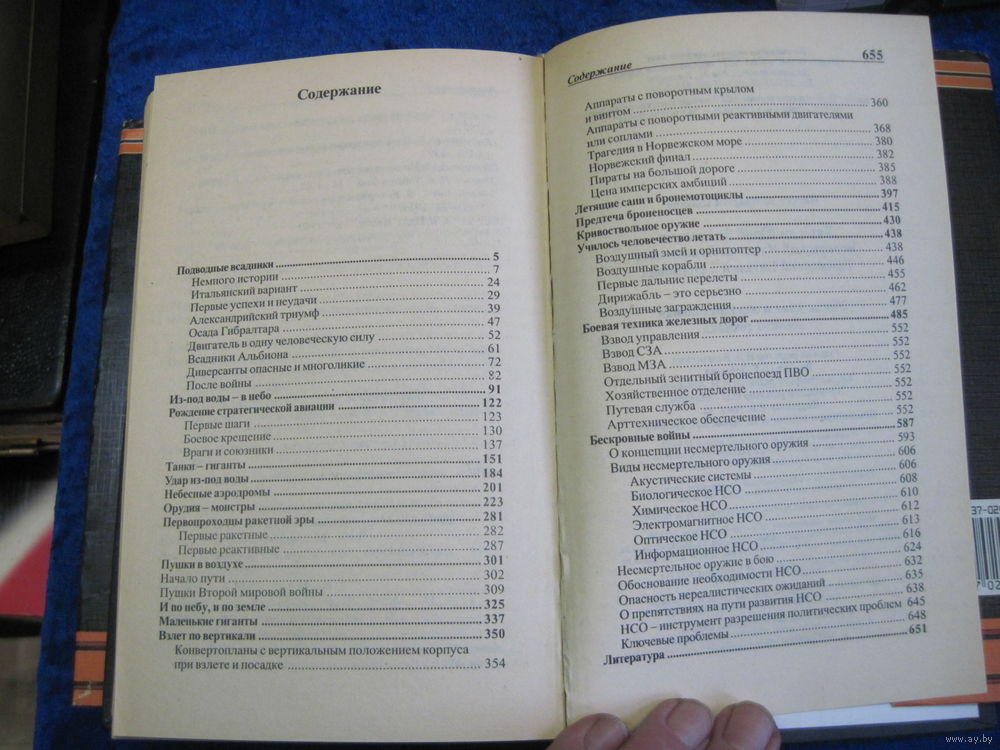 Содержание
Подводные всадники 5
Немного истории 7
Итальянский вариант 24
Первые успехи и неудачи 29
Александрийский триумф 39
Осада Гибралтара 47
Двигатель в одну человеческую силу 52
Всадники Альбиона 61
Диверсанты опасные и многоликие 72
После войны 82
Из-под воды – в небо 91
Рождение стратегической авиации 122
Первые шаги 123
Боевое крещение 130
Враги и союзники 137
Танки – гиганты 151
Удар из-под воды 184
Небесные аэродромы 201
Орудия – монстры 223
Первопроходцы ракетной эры 281
Первые ракетные 282
Первые реактивные 287
Пушки в воздухе 301
Начало пути 302
Пушки Второй мировой войны 309
И по небу, и по земле 325
Маленькие гиганты 337
Взлет по вертикали 350
Конвертопланы с вертикальным положением корпуса
при взлете и посадке 354
Содержание 655
Аппараты с поворотным крылом
и винтом 360
Аппараты с поворотными реактивными двигателями
или соплами 368
Трагедия в Норвежском море 380
Норвежский финал 382
Пираты на большой дороге 385
Цена имперских амбиций 388
Летящие сани и бронемотоциклы 397
Предтеча броненосцев 415
Кривоствольное оружие 430
Училось человечество летать 438
Воздушный змей и орнитоптер 438
Воздушные корабли 446
Первые дальние перелеты 455
Дирижабль – это серьезно 462
Воздушные заграждения 477
Боевая техника железных дорог 485
Взвод управления 552
Взвод СЗА 552
Взвод МЗА 552
Отдельный зенитный бронепоезд ПВО 552
Хозяйственное отделение 552
Путевая служба 552
Арттехническое обеспечение 552
Бескровные войны 587
О концепции несмертельного оружия 593
Виды несмертельного оружия 606
Акустические системы 606
Биологическое НСО 608
Химическое НСО 610
Электромагнитное НСО 612
Оптическое НСО 613
Информационное НСО 616
Несмертельное оружие в бою 624
Обоснование необходимости НСО 632
Опасность нереалистических ожиданий 635
О препятствиях на пути развития НСО 638
НСО – инструмент разрешения политических проблем 645
Ключевые проблемы 648
Литература 651
www.ay.by